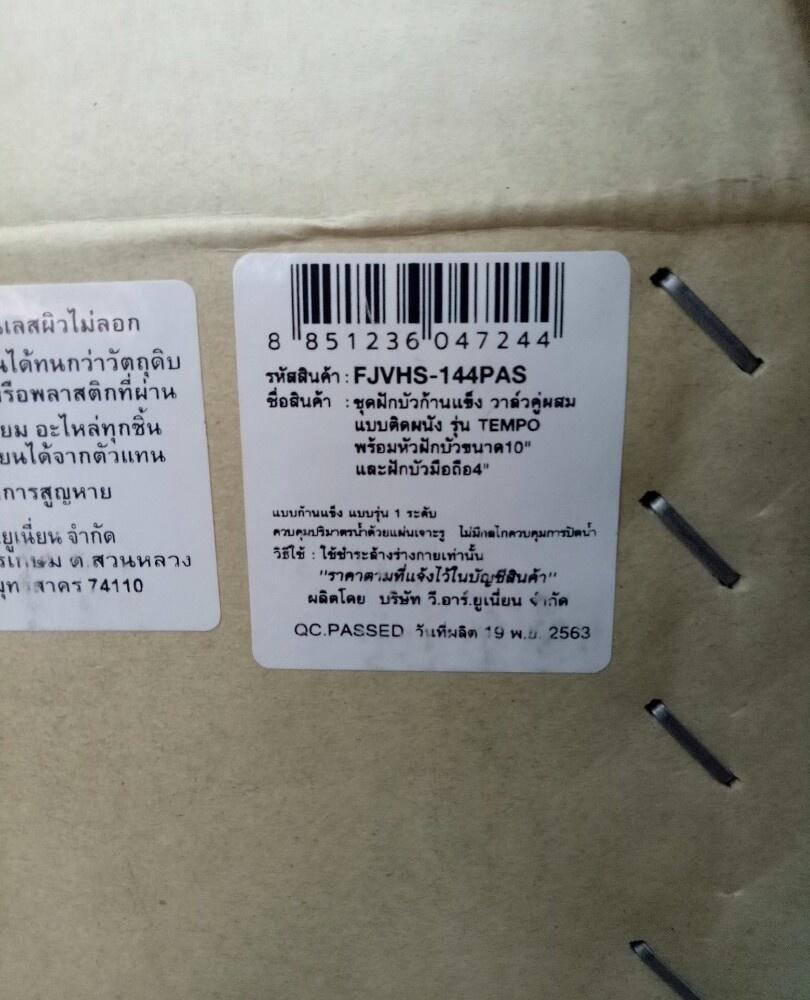 เลสผิวไม่ลอก
นได้ทนกว่าวัตถุดิบ
รือพลาสติกที่ผ่าน
ยม อะไหล่ทุกชิ้น
ยนได้จากตัวแทน
การสูญหาย
ยูเนี่ยน จำกัด
ต.สวนหลวง
สาคร 74110
8 851236 047244
รหัสสินค้า : FJVHS-144PAS
ชื่อสินค้า : ชุดฝักบัวก้านแข็ง วาล์วคู่ผสม
แบบติดผนัง รุ่น TEMPO
พร้อมหัวฝักบัวขนาด10"
และฝักบัวมือถือ4"
แบบก้านแข็ง แบบรุ่น 1 ระดับ
ควบคุมปริมาตรน้ำด้วยแผ่นเจาะรู ไม่มีกลไกควบคุมการปิดน้ำ
วิธีใช้ : ใช้ชำระล้างร่างกายเท่านั้น
"ราคาตามที่แจ้งไว้ในบัญชีสินค้า"
ผลิตโดย บริษัท วี.อาร์.ยูเนี่ยน จำกัด
QC.PASSED วันที่ผลิต 19 พ.ย. 2563